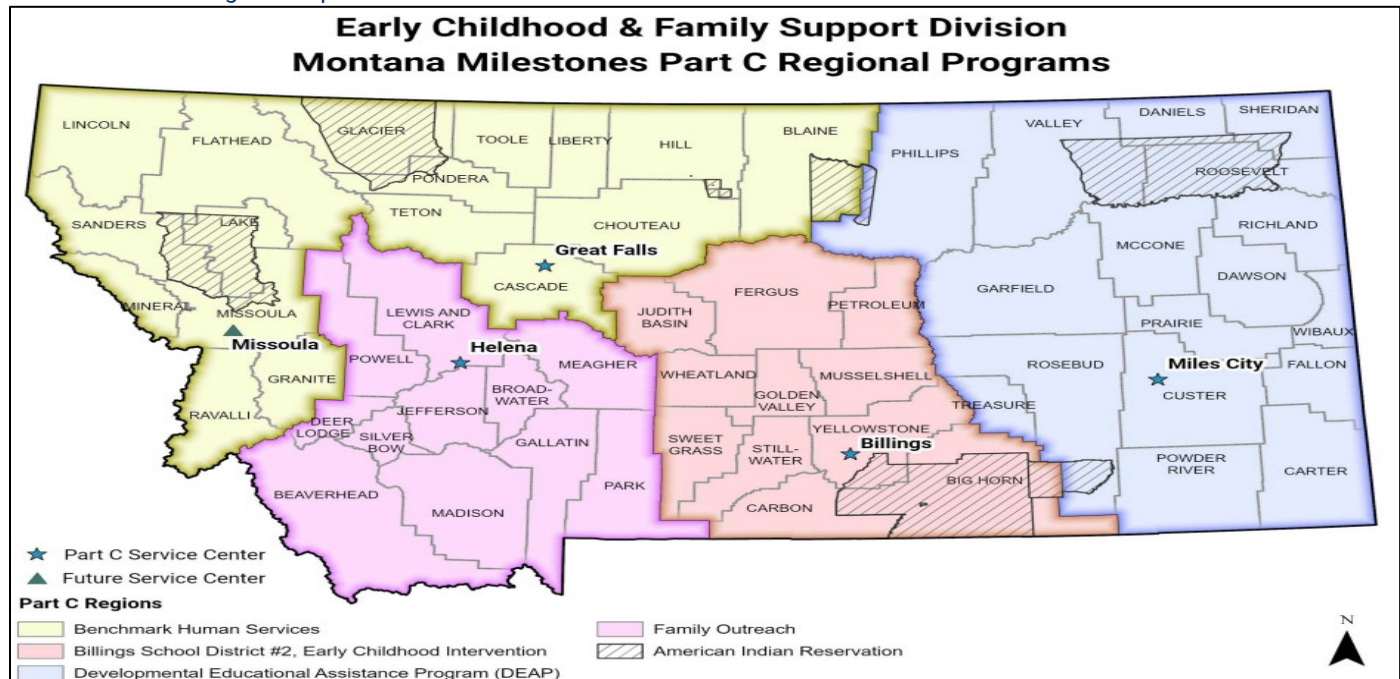 Early Childhood & Family Support Division
Montana Milestones Part C Regional Programs
LINCOLN
FLATHEAD
GLACIER
TOOLE
LIBERTY
HILL
BLAINE
PHILLIPS
VALLEY
DANIELS
SHERIDAN
ROOSEVELT
PONDERA
TETON
CHOUTEAU
SANDERS
LAKE
RICHLAND
MCCONE
DAWSON
Great Falls
CASCADE
GARFIELD
FERGUS
PETROLEUM
JUDITH
BASIN
MINERAL
MISSOULA
Missoula
LEWIS AND
CLARK
Helena
POWELL
MEAGHER
PRAIRIE
WIBAUX
GRANITE
BROAD-
WATER
WHEATLAND
GOLDEN
VALLEY
MUSSELSHELL
ROSEBUD
Miles City
CUSTER
FALLON
RAVALLI
DEER
LODGE
SILVER
BOW
JEFFERSON
GALLATIN
TREASURE
SWEET
GRASS
STILL-
WATER
YELLOWSTONE
Billings
BEAVERHEAD
MADISON
PARK
CARBON
BIG HORN
POWDER
RIVER
CARTER
Part C Service Center
Future Service Center
Part C Regions
Benchmark Human Services
Billings School District #2, Early Childhood Intervention
Developmental Educational Assistance Program (DEAP)
Family Outreach
American Indian Reservation
N